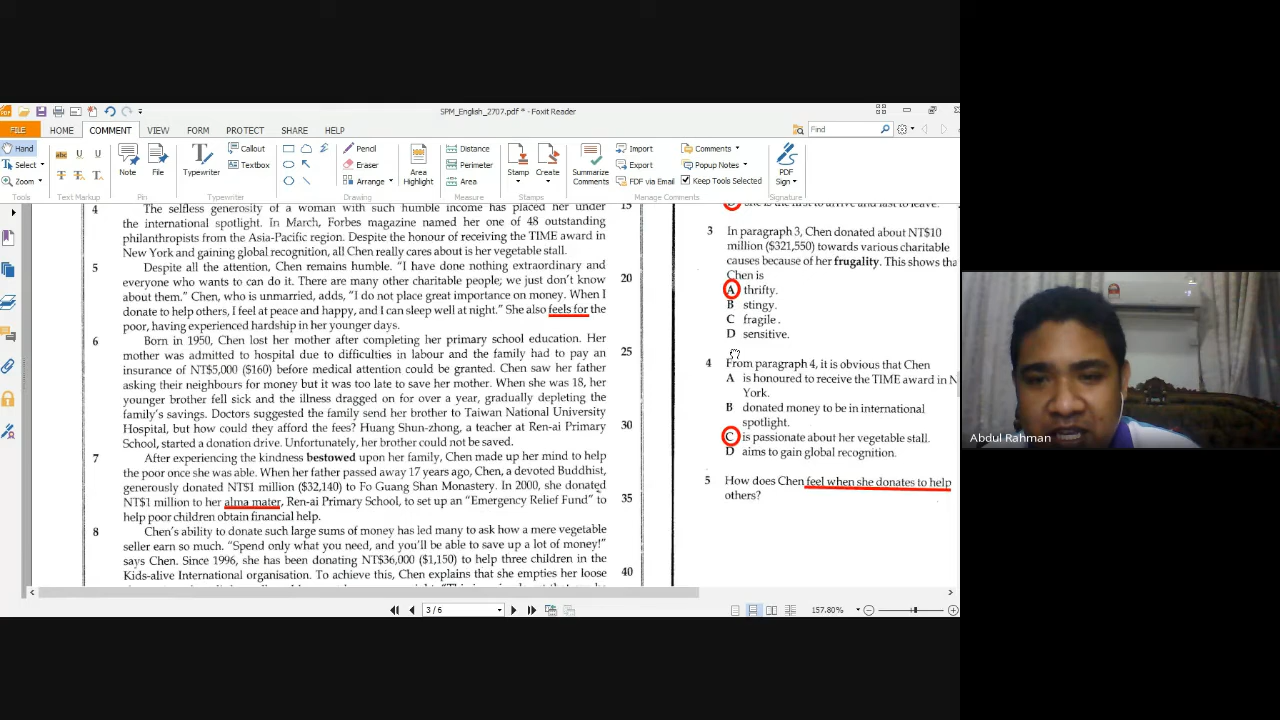 SPM_English_2707.pdf * - Foxit Reader
FILE HOME COMMENT VIEW FORM PROTECT SHARE HELP
Find
Hand
Select
Zoom
Tools
Text Markup
Note
File
Pin
Typewriter
Callout
Textbox
Typewriter
Pencil
Eraser
Arrange
Drawing
Area
Highlight
Distance
Perimeter
Area
Measure
Stamp
Create
Stamps
Summarize
Comments
Import
Export
FDF via Email
Comments
Popup Notes
Keep Tools Selected
Manage Comments
PDF
Sign
Signature
4 The selfless generosity of a woman with such humble income has placed her under 15
the international spotlight. In March, Forbes magazine named her one of 48 outstanding
philanthropists from the Asia-Pacific region. Despite the honour of receiving the TIME award in
New York and gaining global recognition, all Chen really cares about is her vegetable stall.
5 Despite all the attention, Chen remains humble. "I have done nothing extraordinary and
everyone who wants to can do it. There are many other charitable people; we just don't know 20
about them." Chen, who is unmarried, adds, "I do not place great importance on money. When I
donate to help others, I feel at peace and happy, and I can sleep well at night." She also feels for the
poor, having experienced hardship in her younger days.
6 Born in 1950, Chen lost her mother after completing her primary school education. Her
mother was admitted to hospital due to difficulties in labour and the family had to pay an 25
insurance of NT$5,000 ($160) before medical attention could be granted. Chen saw her father
asking their neighbours for money but it was too late to save her mother. When she was 18, her
younger brother fell sick and the illness dragged on for over a year, gradually depleting the
family's savings. Doctors suggested the family send her brother to Taiwan National University
Hospital, but how could they afford the fees? Huang Shun-zhong, a teacher at Ren-ai Primary 30
School, started a donation drive. Unfortunately, her brother could not be saved.
7 After experiencing the kindness bestowed upon her family, Chen made up her mind to help
the poor once she was able. When her father passed away 17 years ago, Chen, a devoted Buddhist,
generously donated NT$1 million ($32,140) to Fo Guang Shan Monastery. In 2000, she donated
NT$1 million to her alma mater, Ren-ai Primary School, to set up an "Emergency Relief Fund" to 35
help poor children obtain financial help.
8 Chen's ability to donate such large sums of money has led many to ask how a mere vegetable
seller earn so much. "Spend only what you need, and you'll be able to save up a lot of money!"
says Chen. Since 1996, she has been donating NT$36,000 ($1,150) to help three children in the
Kids-alive International organisation. To achieve this, Chen explains that she empties her loose 40
D she is the first to arrive and last to leave.
3 In paragraph 3, Chen donated about NT$10
million ($321,550) towards various charitable
causes because of her frugality. This shows tha
Chen is
A thrifty.
B stingy.
C fragile .
D sensitive.
4 From paragraph 4, it is obvious that Chen
A is honoured to receive the TIME award in N
York.
B donated money to be in international
spotlight.
C is passionate about her vegetable stall.
D aims to gain global recognition.
5 How does Chen feel when she donates to help
others?
3 / 6
157.80%
Abdul Rahman